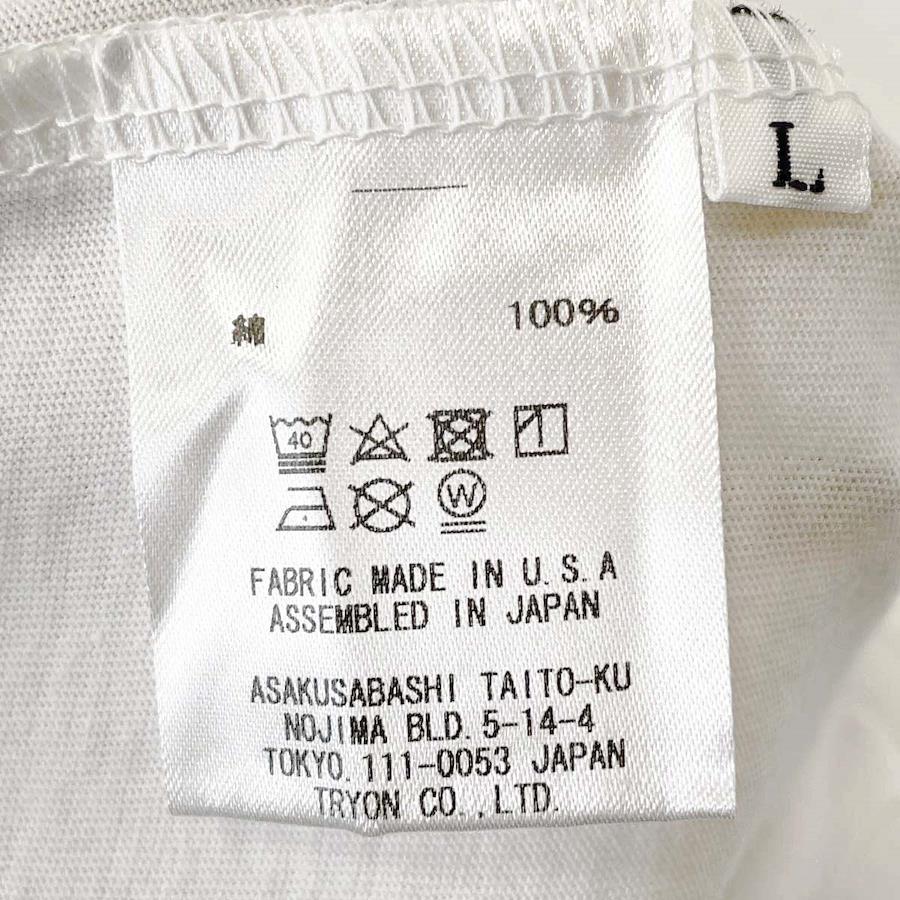 L
綿 100%
40
W
FABRIC MADE IN U.S.A
ASSEMBLED IN JAPAN
ASAKUSABASHI TAITO-KU
NOJIMA BLD. 5-14-4
TOKYO. 111-0053 JAPAN
TRYON CO.,LTD.